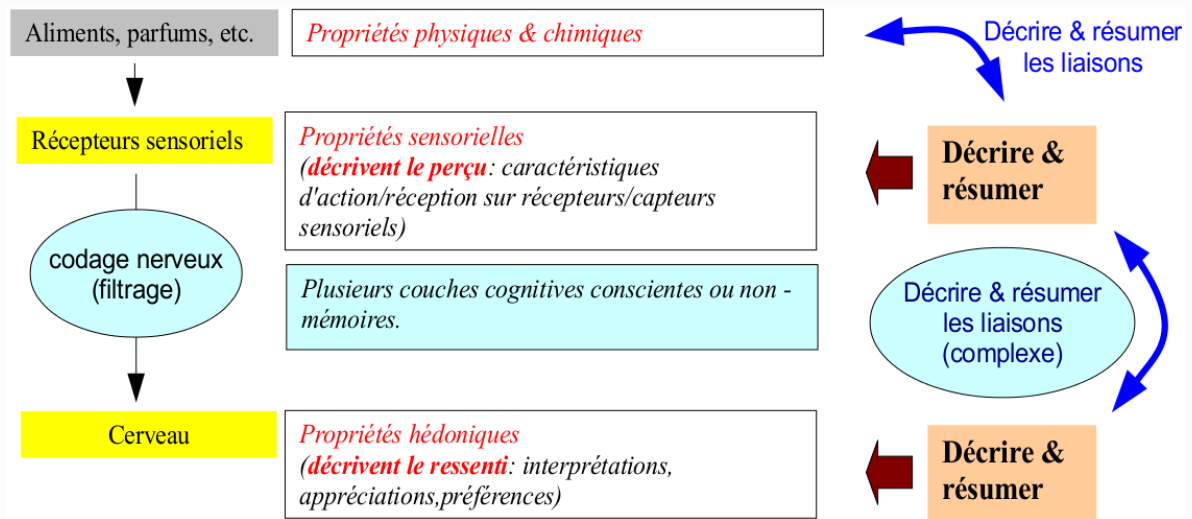 Aliments, parfums, etc.
Propriétés physiques & chimiques
Décrire & résumer
les liaisons
Récepteurs sensoriels
Propriétés sensorielles
(décrivent le perçu: caractéristiques
d'action/réception sur récepteurs/capteurs
sensoriels)
Décrire &
résumer
codage nerveux
(filtrage)
Plusieurs couches cognitives conscientes ou non -
mémoires.
Décrire & résumer
les liaisons
(complexe)
Cerveau
Propriétés hédoniques
(décrivent le ressenti: interprétations,
appréciations,préférences)
Décrire &
résumer